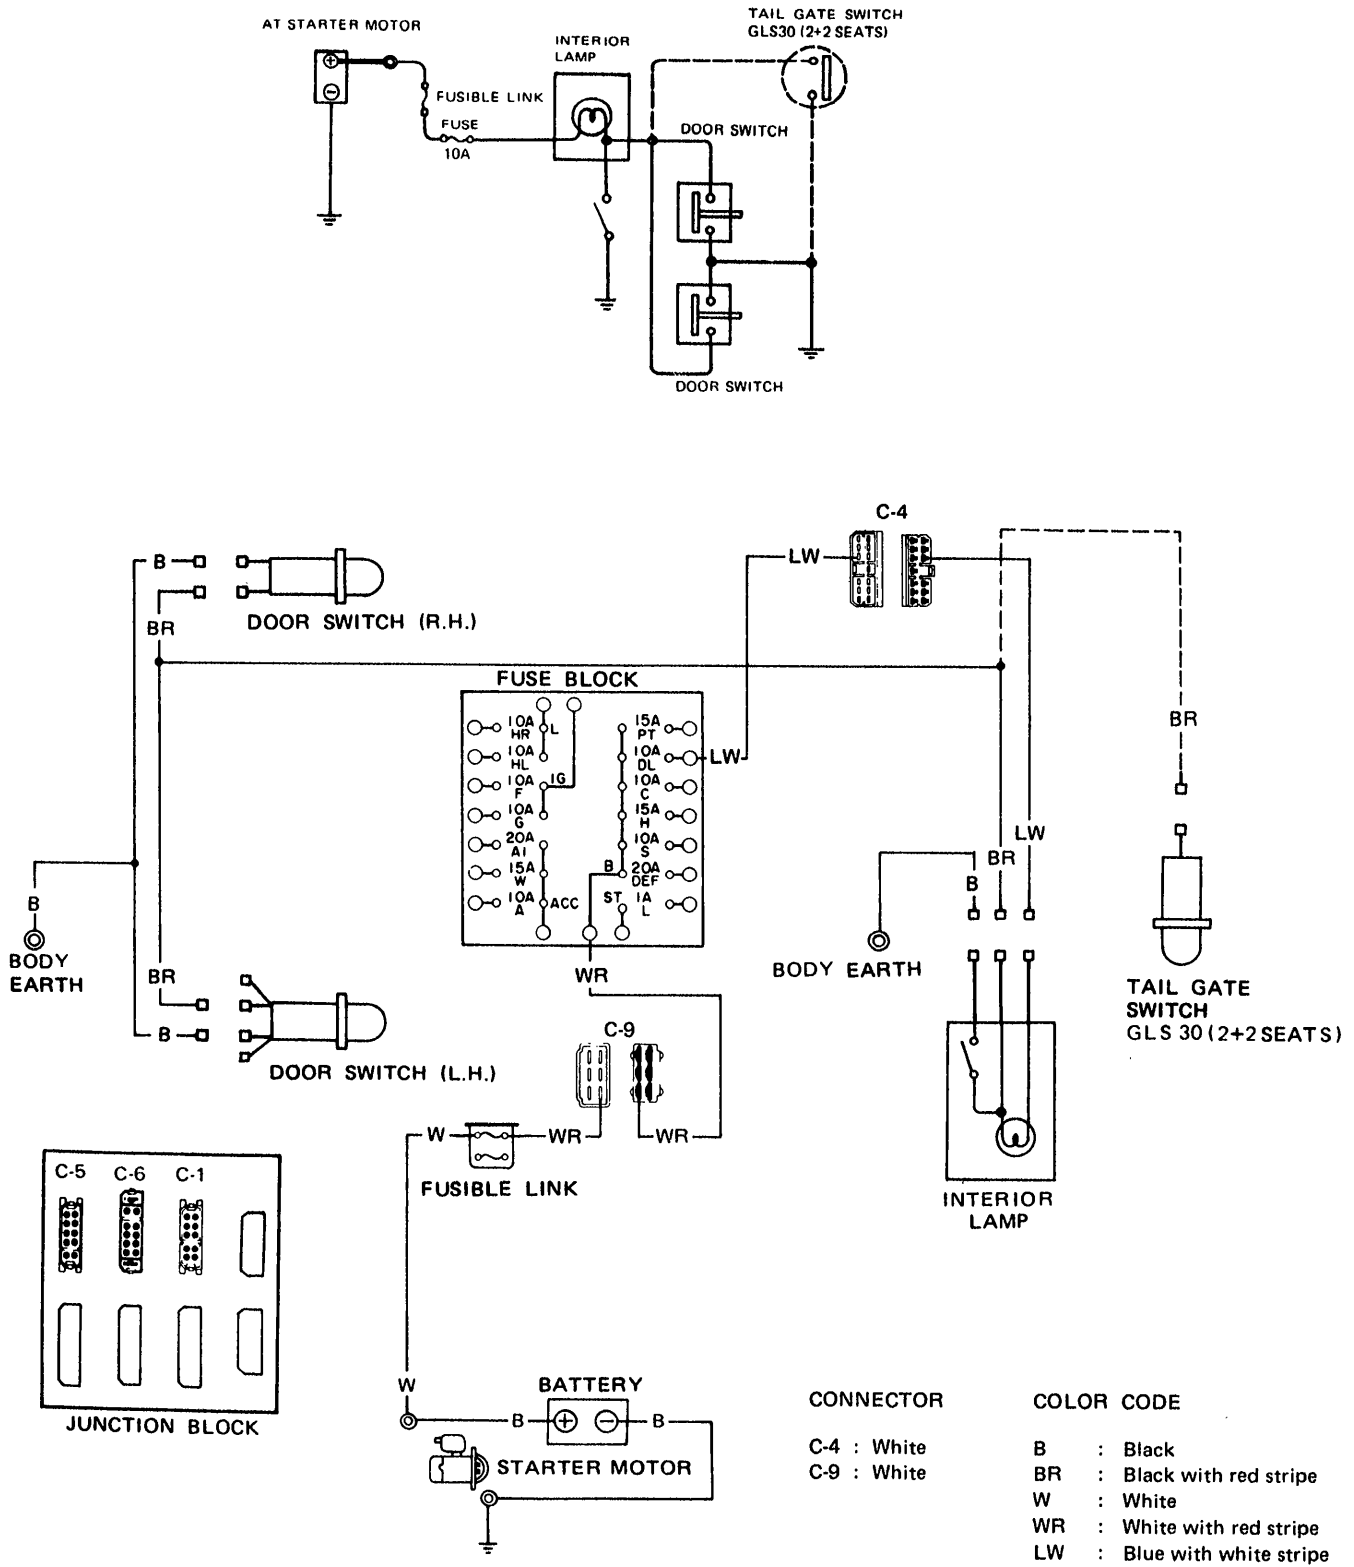 AT STARTER MOTOR
FUSIBLE LINK
FUSE
10A
INTERIOR
LAMP
TAIL GATE SWITCH
GLS30 (2+2 SEATS)
DOOR SWITCH
DOOR SWITCH
C-4
B
BR
DOOR SWITCH (R.H.)
LW
FUSE BLOCK
10A
HR
L
10A
HL
10A
F
IG
10A
G
20A
AI
15A
W
10A
A
ACC
15A
PT
10A
DL
10A
C
15A
H
10A
S
B
20A
DEF
ST
1A
L
LW
BR
LW
BR
B
B
BODY
EARTH
BR
B
DOOR SWITCH (L.H.)
WR
C-9
W
WR
WR
FUSIBLE LINK
BODY EARTH
TAIL GATE
SWITCH
GLS 30 (2+2 SEATS)
INTERIOR
LAMP
C-5
C-6
C-1
JUNCTION BLOCK
W
BATTERY
B
+
−
B
STARTER MOTOR
CONNECTOR
C-4 : White
C-9 : White
COLOR CODE
B : Black
BR : Black with red stripe
W : White
WR : White with red stripe
LW : Blue with white stripe